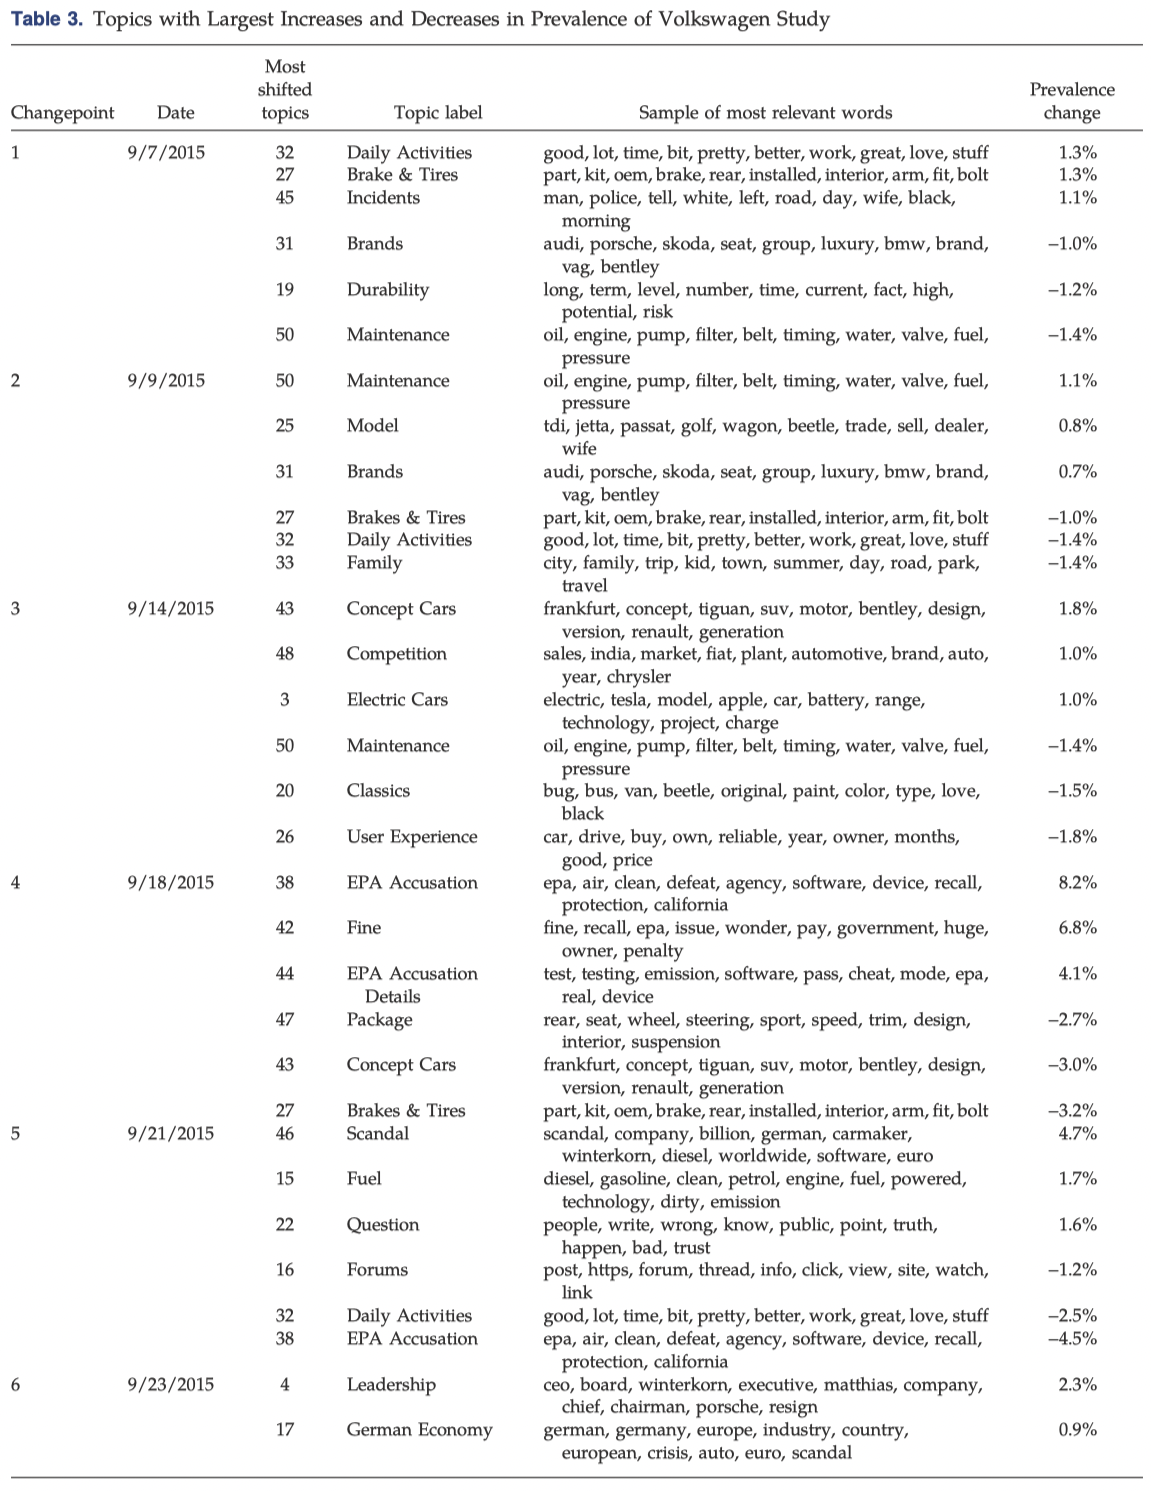 Table 3. Topics with Largest Increases and Decreases in Prevalence of Volkswagen Study
Most
shifted Prevalence
Changepoint Date topics Topic label Sample of most relevant words change
1 9/7/2015 32 Daily Activities good, lot, time, bit, pretty, better, work, great, love, stuff 1.3%
27 Brake & Tires part, kit, oem, brake, rear, installed, interior, arm, fit, bolt 1.3%
45 Incidents man, police, tell, white, left, road, day, wife, black, 1.1%
morning
31 Brands audi, porsche, skoda, seat, group, luxury, bmw, brand, −1.0%
vag, bentley
19 Durability long, term, level, number, time, current, fact, high, −1.2%
potential, risk
50 Maintenance oil, engine, pump, filter, belt, timing, water, valve, fuel, −1.4%
pressure
2 9/9/2015 50 Maintenance oil, engine, pump, filter, belt, timing, water, valve, fuel, 1.1%
pressure
25 Model tdi, jetta, passat, golf, wagon, beetle, trade, sell, dealer, 0.8%
wife
31 Brands audi, porsche, skoda, seat, group, luxury, bmw, brand, 0.7%
vag, bentley
27 Brakes & Tires part, kit, oem, brake, rear, installed, interior, arm, fit, bolt −1.0%
32 Daily Activities good, lot, time, bit, pretty, better, work, great, love, stuff −1.4%
33 Family city, family, trip, kid, town, summer, day, road, park, −1.4%
travel
3 9/14/2015 43 Concept Cars frankfurt, concept, tiguan, suv, motor, bentley, design, 1.8%
version, renault, generation
48 Competition sales, india, market, fiat, plant, automotive, brand, auto, 1.0%
year, chrysler
3 Electric Cars electric, tesla, model, apple, car, battery, range, 1.0%
technology, project, charge
50 Maintenance oil, engine, pump, filter, belt, timing, water, valve, fuel, −1.4%
pressure
20 Classics bug, bus, van, beetle, original, paint, color, type, love, −1.5%
black
26 User Experience car, drive, buy, own, reliable, year, owner, months, −1.8%
good, price
4 9/18/2015 38 EPA Accusation epa, air, clean, defeat, agency, software, device, recall, 8.2%
protection, california
42 Fine fine, recall, epa, issue, wonder, pay, government, huge, 6.8%
owner, penalty
44 EPA Accusation test, testing, emission, software, pass, cheat, mode, epa, 4.1%
Details real, device
47 Package rear, seat, wheel, steering, sport, speed, trim, design, −2.7%
interior, suspension
43 Concept Cars frankfurt, concept, tiguan, suv, motor, bentley, design, −3.0%
version, renault, generation
27 Brakes & Tires part, kit, oem, brake, rear, installed, interior, arm, fit, bolt −3.2%
5 9/21/2015 46 Scandal scandal, company, billion, german, carmaker, 4.7%
winterkorn, diesel, worldwide, software, euro
15 Fuel diesel, gasoline, clean, petrol, engine, fuel, powered, 1.7%
technology, dirty, emission
22 Question people, write, wrong, know, public, point, truth, 1.6%
happen, bad, trust
16 Forums post, https, forum, thread, info, click, view, site, watch, −1.2%
link
32 Daily Activities good, lot, time, bit, pretty, better, work, great, love, stuff −2.5%
38 EPA Accusation epa, air, clean, defeat, agency, software, device, recall, −4.5%
protection, california
6 9/23/2015 4 Leadership ceo, board, winterkorn, executive, matthias, company, 2.3%
chief, chairman, porsche, resign
17 German Economy german, germany, europe, industry, country, 0.9%
european, crisis, auto, euro, scandal